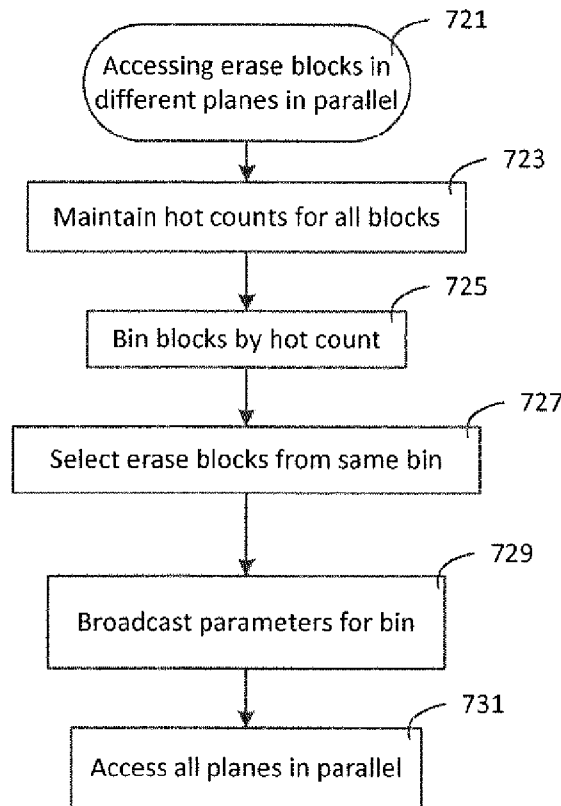 721
Accessing erase blocks in
different planes in parallel
723
Maintain hot counts for all blocks
725
Bin blocks by hot count
727
Select erase blocks from same bin
729
Broadcast parameters for bin
731
Access all planes in parallel